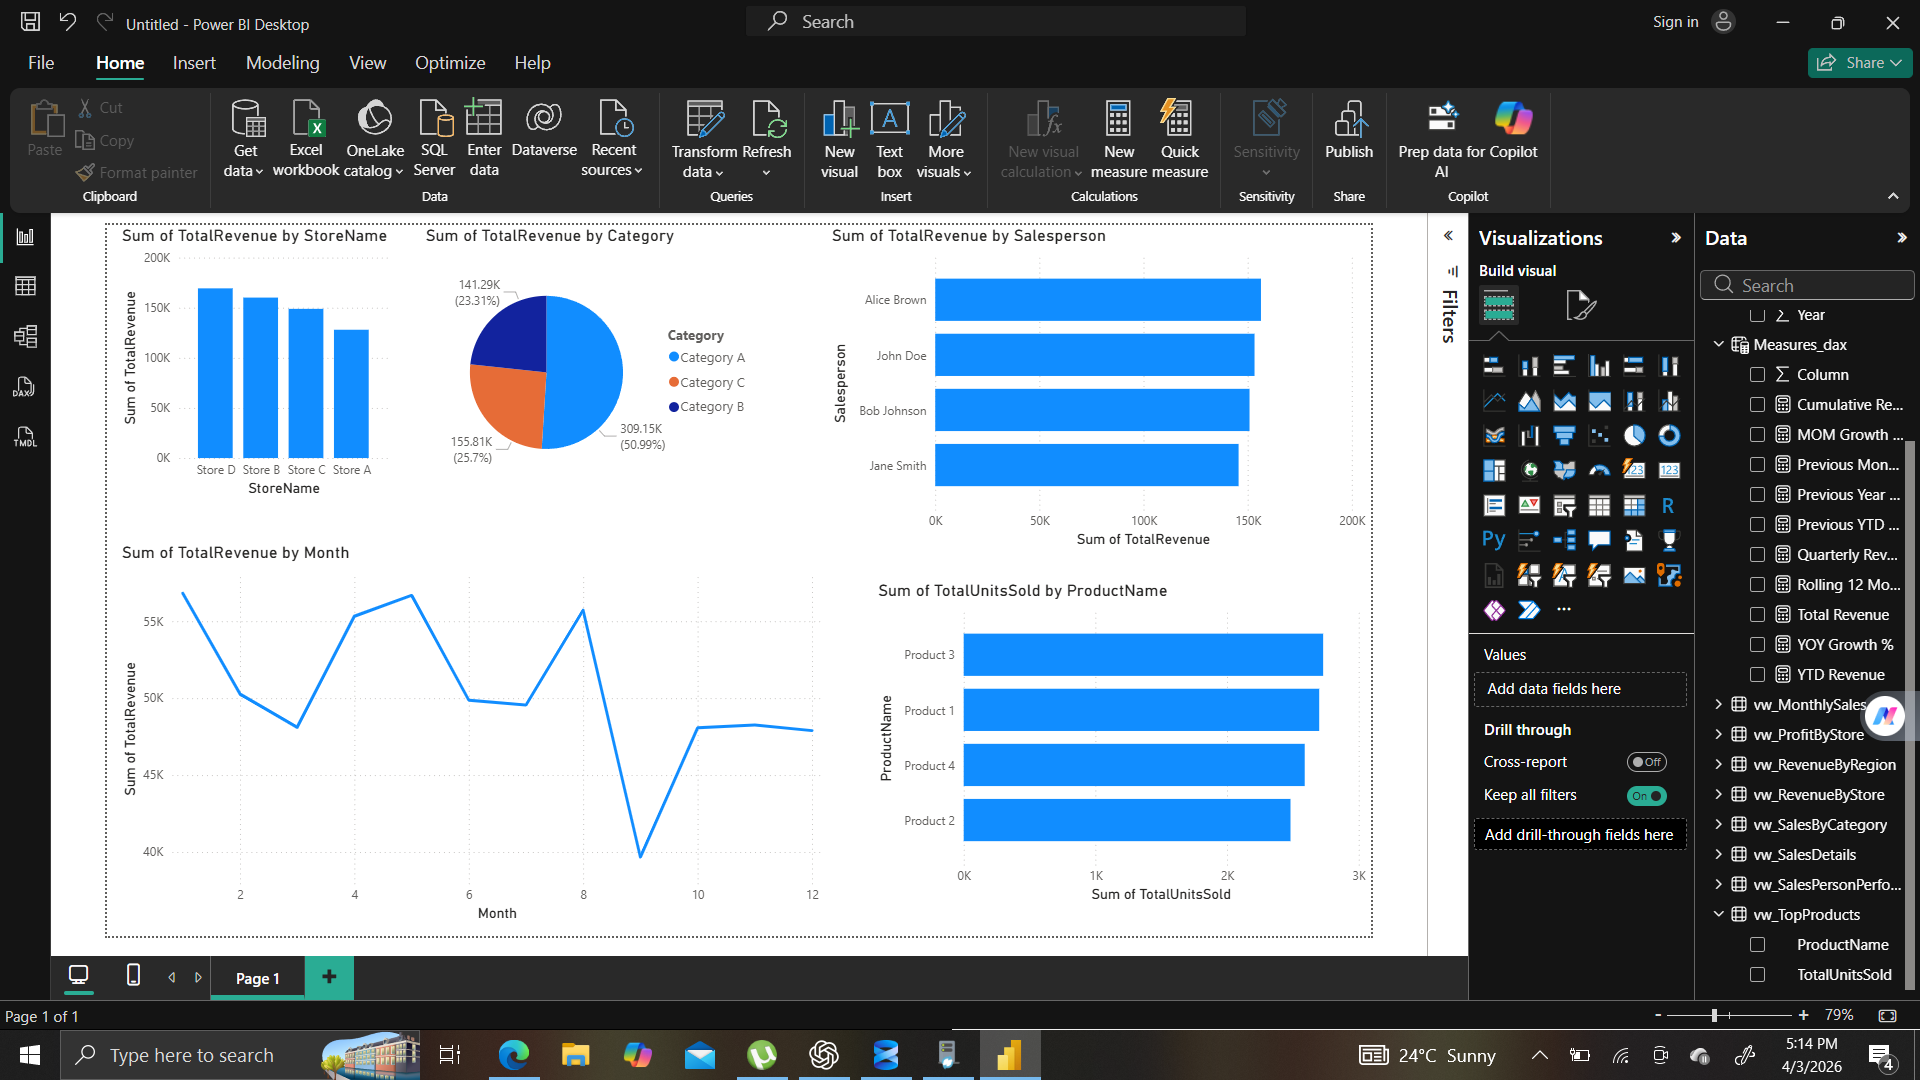 Untitled - Power BI Desktop
Search
Sign in
File
Home
Insert
Modeling
View
Optimize
Help
Share
Paste
Cut
Copy
Format painter
Clipboard
Get data
Excel workbook
OneLake catalog
SQL Server
Enter data
Dataverse
Recent sources
Data
Transform data
Refresh
Queries
New visual
A
Text box
More visuals
Insert
New visual calculation
New measure
Quick measure
Calculations
Sensitivity
Sensitivity
Publish
Share
Prep data for AI
Copilot
Copilot
DAX
TMDL
Sum of TotalRevenue by StoreName
Sum of TotalRevenue
200K
150K
100K
50K
0K
Store D
Store B
Store C
Store A
StoreName
Sum of TotalRevenue by Category
141.29K
(23.31%)
155.81K
(25.7%)
309.15K
(50.99%)
Category
Category A
Category C
Category B
Sum of TotalRevenue by Salesperson
Salesperson
Alice Brown
John Doe
Bob Johnson
Jane Smith
0K
50K
100K
150K
200K
Sum of TotalRevenue
Sum of TotalRevenue by Month
Sum of TotalRevenue
55K
50K
45K
40K
2
4
6
8
10
12
Month
Sum of TotalUnitsSold by ProductName
ProductName
Product 3
Product 1
Product 4
Product 2
0K
1K
2K
3K
Sum of TotalUnitsSold
Filters
Visualizations
Build visual
123
123
R
Py
Values
Add data fields here
Drill through
Cross-report
Off
Keep all filters
On
Add drill-through fields here
Data
Search
Year
Measures_dax
Column
Cumulative Re...
MOM Growth ...
Previous Mon...
Previous Year ...
Previous YTD ...
Quarterly Rev...
Rolling 12 Mo...
Total Revenue
YOY Growth %
YTD Revenue
vw_MonthlySales
vw_ProfitByStore
vw_RevenueByRegion
vw_RevenueByStore
vw_SalesByCategory
vw_SalesDetails
vw_SalesPersonPerfo...
vw_TopProducts
ProductName
TotalUnitsSold
Page 1
Page 1 of 1
79%
Type here to search
24°C Sunny
5:14 PM
4/3/2026
4